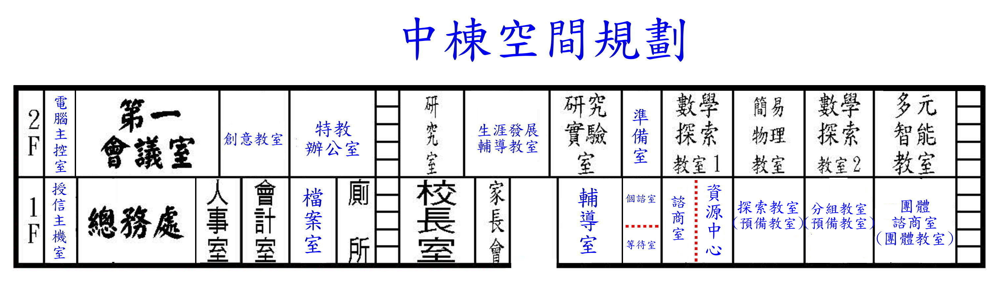 中棟空間規劃
2F
電腦主控室
第一
會議室
創意教室
特教
辦公室
研究室
生涯發展
輔導教室
研究
實驗
室
準備室
數學
探索
教室1
簡易
物理
教室
數學
探索
教室2
多元
智能
教室
1F
授信主機室
總務處
人事室
會計室
檔案室
廁所
校長室
家長會
輔導室
個諮室
等待室
諮商室
資源中心
探索教室
(預備教室)
分組教室
(預備教室)
團體
諮商室
(團體教室)